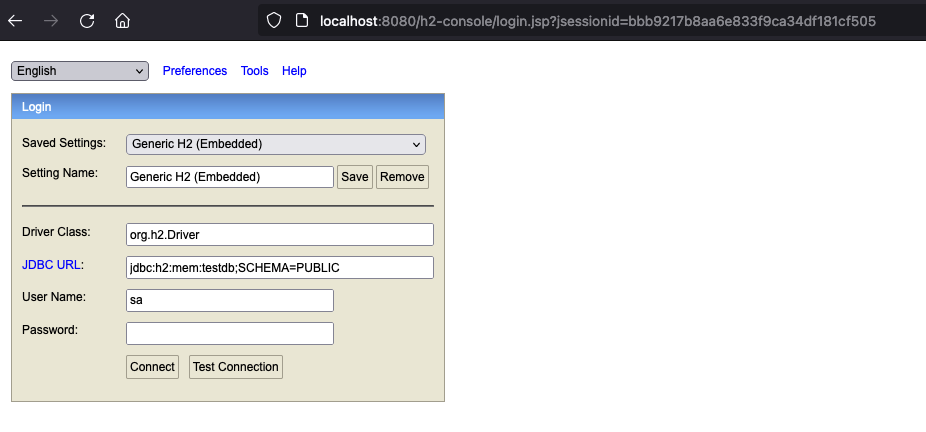 localhost:8080/h2-console/login.jsp?jsessionid=bbb9217b8aa6e833f9ca34df181cf505
English Preferences Tools Help
Login
Saved Settings: Generic H2 (Embedded)
Setting Name: Generic H2 (Embedded) Save Remove
Driver Class: org.h2.Driver
JDBC URL: jdbc:h2:mem:testdb;SCHEMA=PUBLIC
User Name: sa
Password:
Connect Test Connection